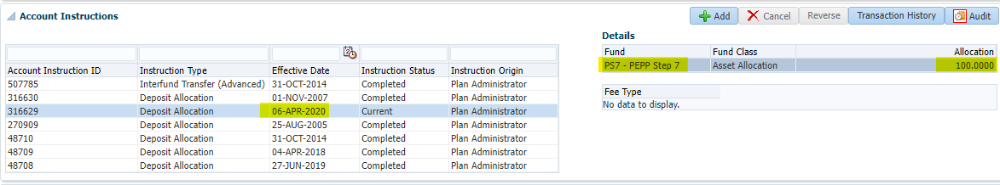 Account Instructions
Add Cancel Reverse Transaction History Audit
Account Instruction ID Instruction Type Effective Date Instruction Status Instruction Origin
507785 Interfund Transfer (Advanced) 31-OCT-2014 Completed Plan Administrator
316630 Deposit Allocation 01-NOV-2007 Completed Plan Administrator
316629 Deposit Allocation 06-APR-2020 Current Plan Administrator
270909 Deposit Allocation 25-AUG-2005 Completed Plan Administrator
48710 Deposit Allocation 31-OCT-2014 Completed Plan Administrator
48709 Deposit Allocation 04-APR-2018 Completed Plan Administrator
48708 Deposit Allocation 27-JUN-2019 Completed Plan Administrator
Details
Fund Fund Class Allocation
PS7 - PEPP Step 7 Asset Allocation 100.0000
Fee Type
No data to display.